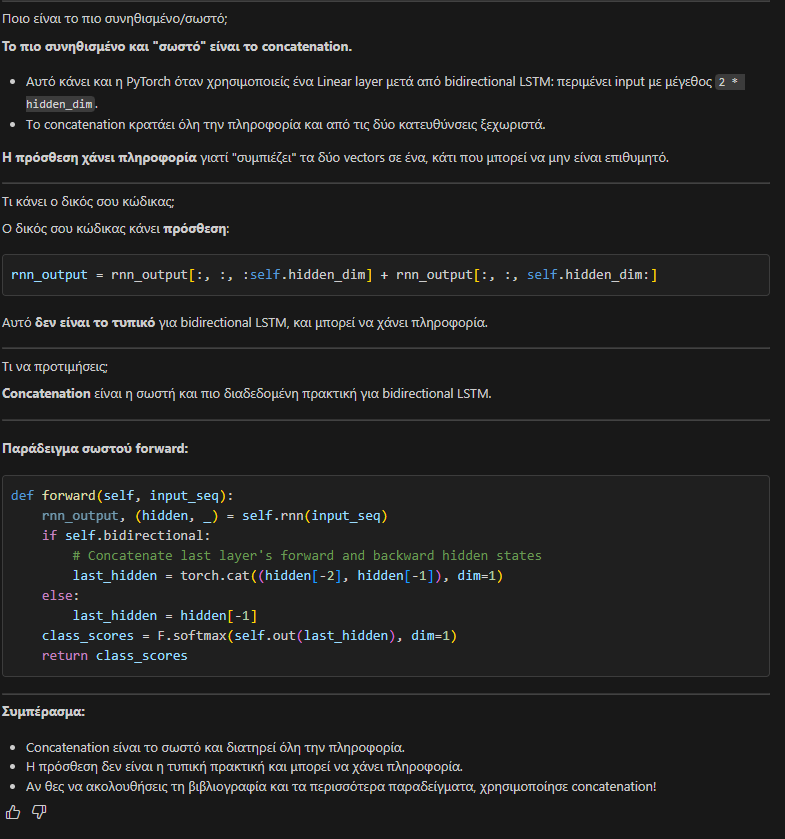 Ποιο είναι το πιο συνηθισμένο/σωστό;
Το πιο συνηθισμένο και "σωστό" είναι το concatenation.
• Αυτό κάνει και η PyTorch όταν χρησιμοποιείς ένα Linear layer μετά από bidirectional LSTM: περιμένει input με μέγεθος 2 *
hidden_dim.
• Το concatenation κρατάει όλη την πληροφορία και από τις δύο κατευθύνσεις ξεχωριστά.
Η πρόσθεση χάνει πληροφορία γιατί "συμπιέζει" τα δύο vectors σε ένα, κάτι που μπορεί να μην είναι επιθυμητό.
Τι κάνει ο δικός σου κώδικας;
Ο δικός σου κώδικας κάνει πρόσθεση:
rnn_output = rnn_output[:, :, :self.hidden_dim] + rnn_output[:, :, self.hidden_dim:]
Αυτό δεν είναι το τυπικό για bidirectional LSTM, και μπορεί να χάνει πληροφορία.
Τι να προτιμήσεις;
Concatenation είναι η σωστή και πιο διαδεδομένη πρακτική για bidirectional LSTM.
Παράδειγμα σωστού forward:
def forward(self, input_seq):
    rnn_output, (hidden, _) = self.rnn(input_seq)
    if self.bidirectional:
        # Concatenate last layer's forward and backward hidden states
        last_hidden = torch.cat((hidden[-2], hidden[-1]), dim=1)
    else:
        last_hidden = hidden[-1]
    class_scores = F.softmax(self.out(last_hidden), dim=1)
    return class_scores
Συμπέρασμα:
• Concatenation είναι το σωστό και διατηρεί όλη την πληροφορία.
• Η πρόσθεση δεν είναι η τυπική πρακτική και μπορεί να χάνει πληροφορία.
• Αν θες να ακολουθήσεις τη βιβλιογραφία και τα περισσότερα παραδείγματα, χρησιμοποίησε concatenation!